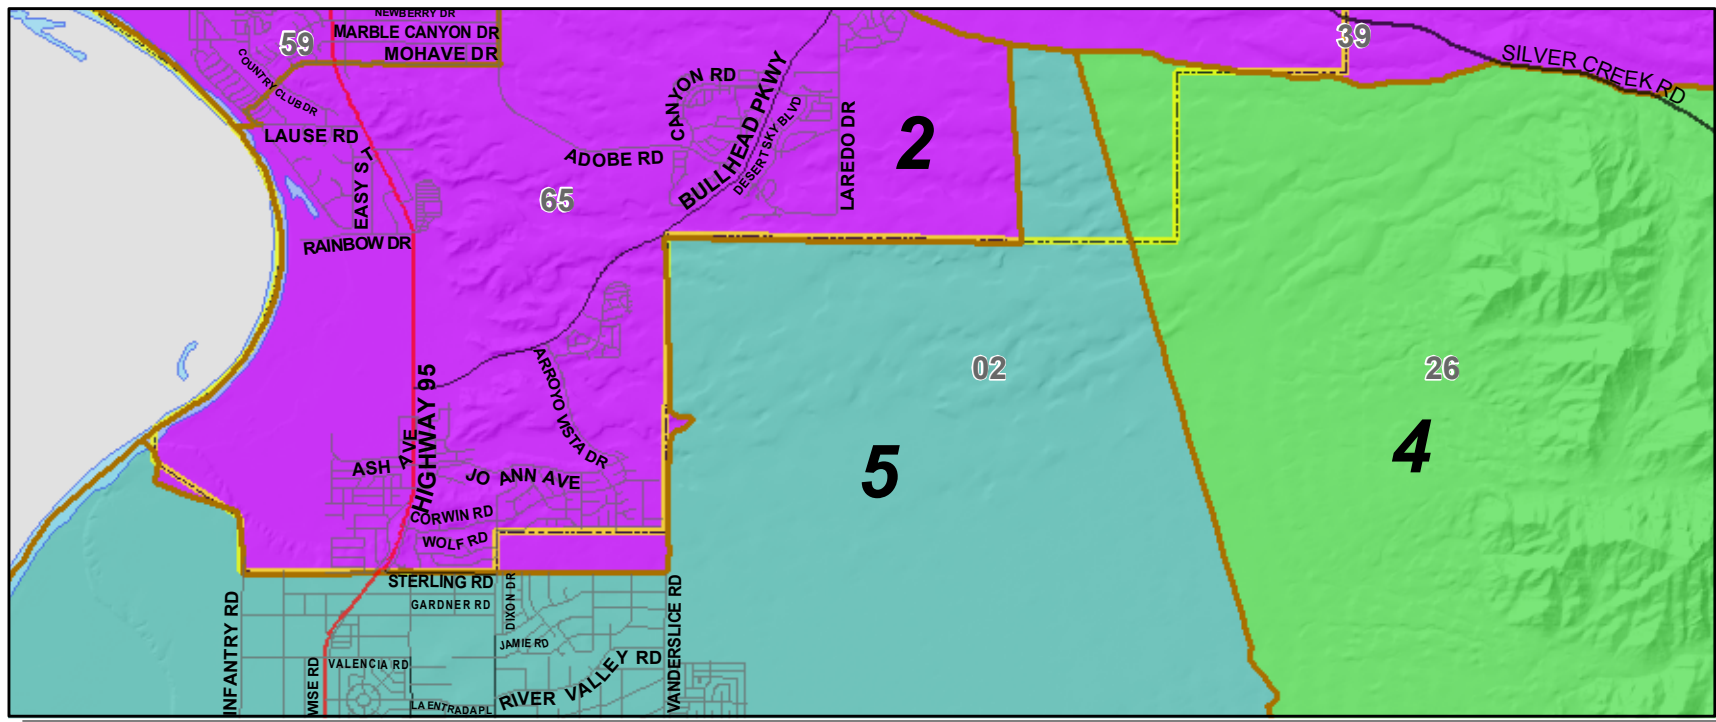 NEWBERRY DR
MARBLE CANYON DR
MOHAVE DR
59
39
SILVER CREEK RD
COUNTRY CLUB DR
LAUSE RD
EASY ST
RAINBOW DR
ADOBE RD
CANYON RD
BULLHEAD PKWY
DESERT SKY BLVD
LAREDO DR
2
65
02
26
4
5
HIGHWAY 95
ARROYO VISTA DR
ASH AVE
JO ANN AVE
CORWIN RD
WOLF RD
STERLING RD
GARDNER RD
DIXON DR
JAMIE RD
INFANTRY RD
WISE RD
VALENCIA RD
LA ENTRADA PL
RIVER VALLEY RD
VANDERSLICE RD